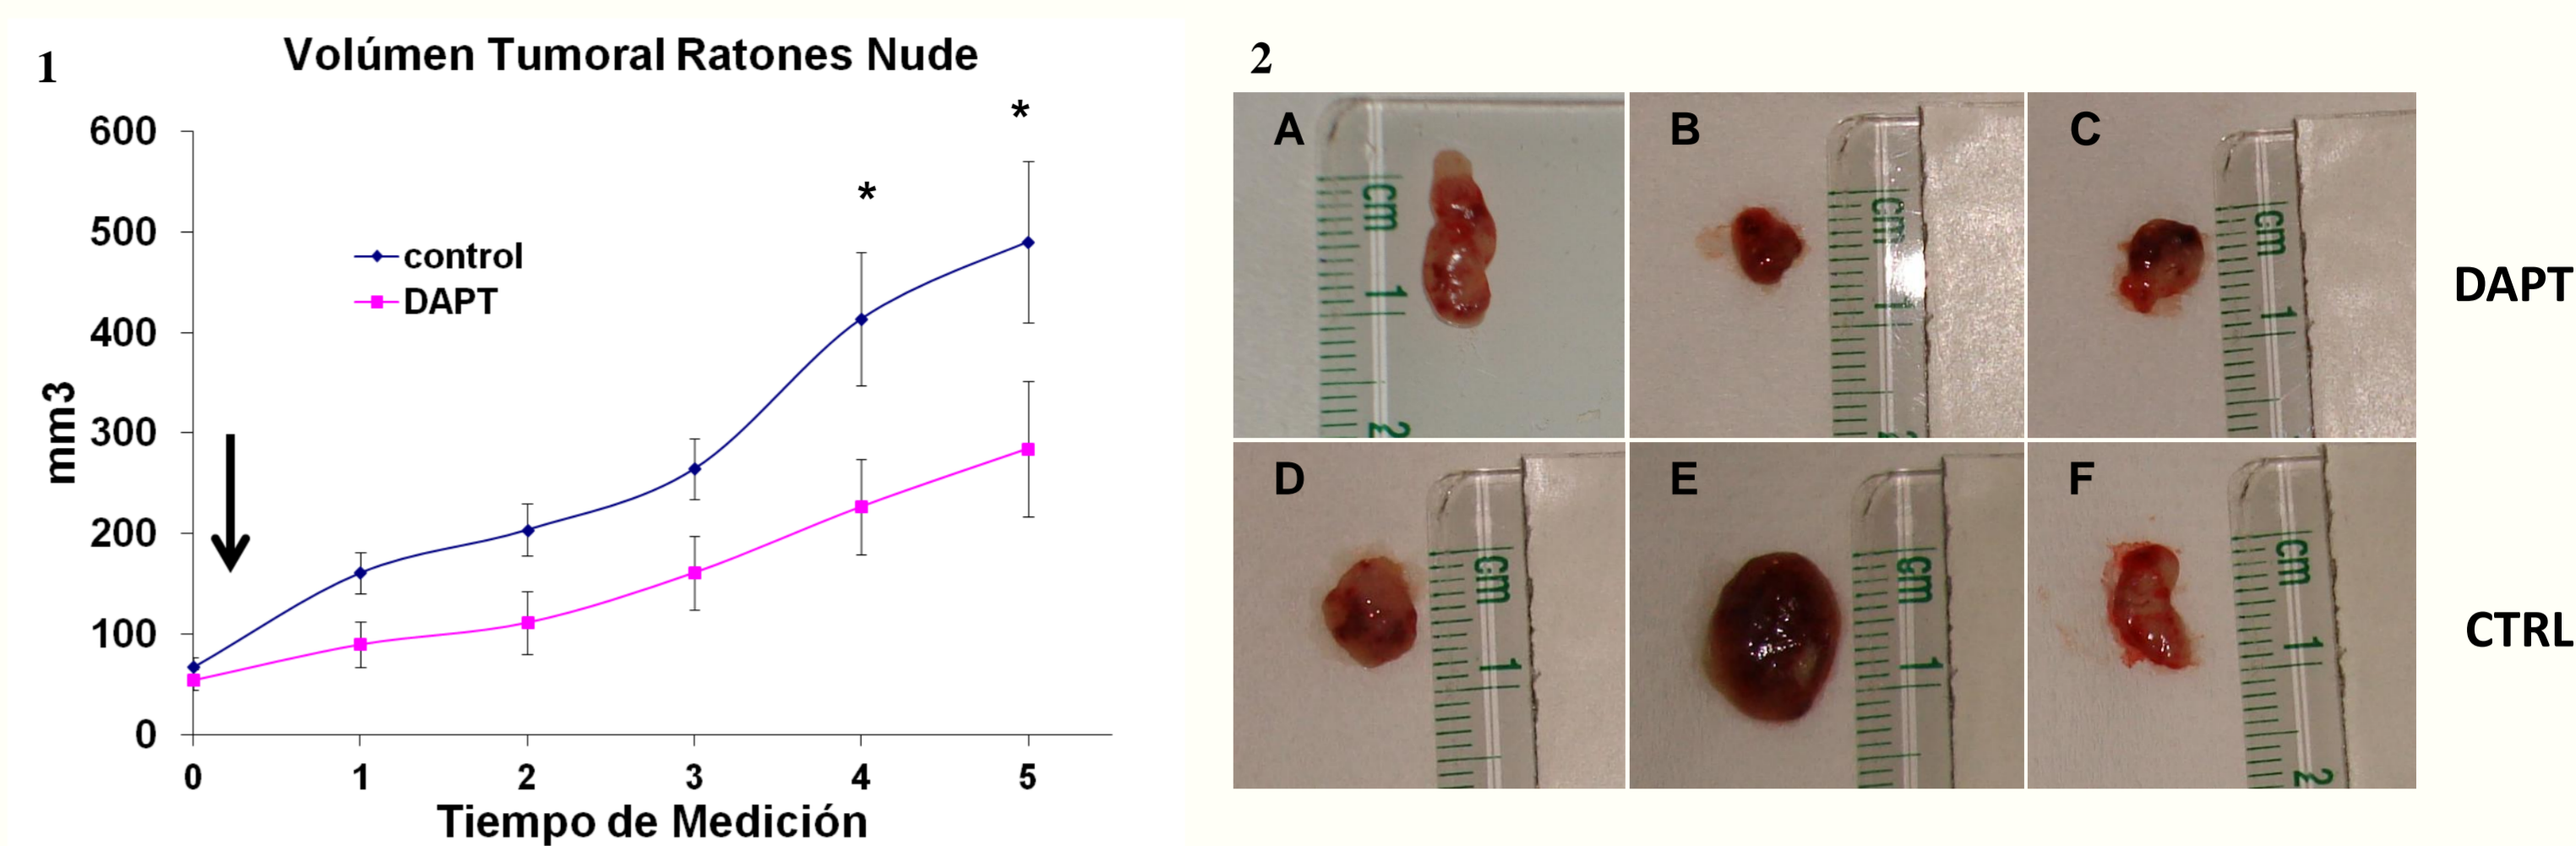 1
Volúmen Tumoral Ratones Nude
600
500
400
300
200
100
0
mm3
control
DAPT
*
*
0 1 2 3 4 5
Tiempo de Medición
2
A
cm
1
2
B
cm
1
C
cm
1
DAPT
D
cm
1
E
cm
1
F
cm
1
2
CTRL